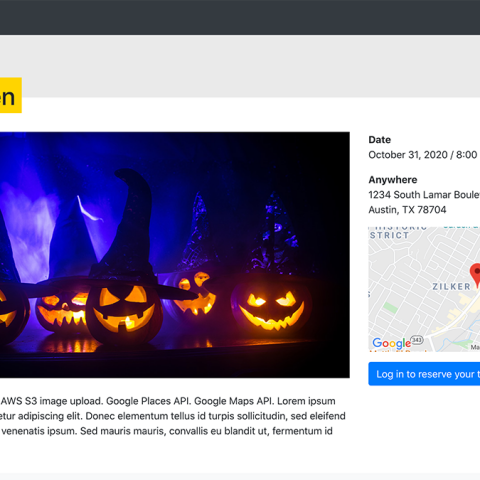 en
Date
October 31, 2020 / 8:00
Anywhere
1234 South Lamar Boule
Austin, TX 78704
HISTORIC
STRICT
ZILKER
Google
343
Ma
Log in to reserve your t
AWS S3 image upload. Google Places API. Google Maps API. Lorem ipsum
etur adipiscing elit. Donec elementum tellus id turpis sollicitudin, sed eleifend
venenatis ipsum. Sed mauris mauris, convallis eu blandit ut, fermentum id